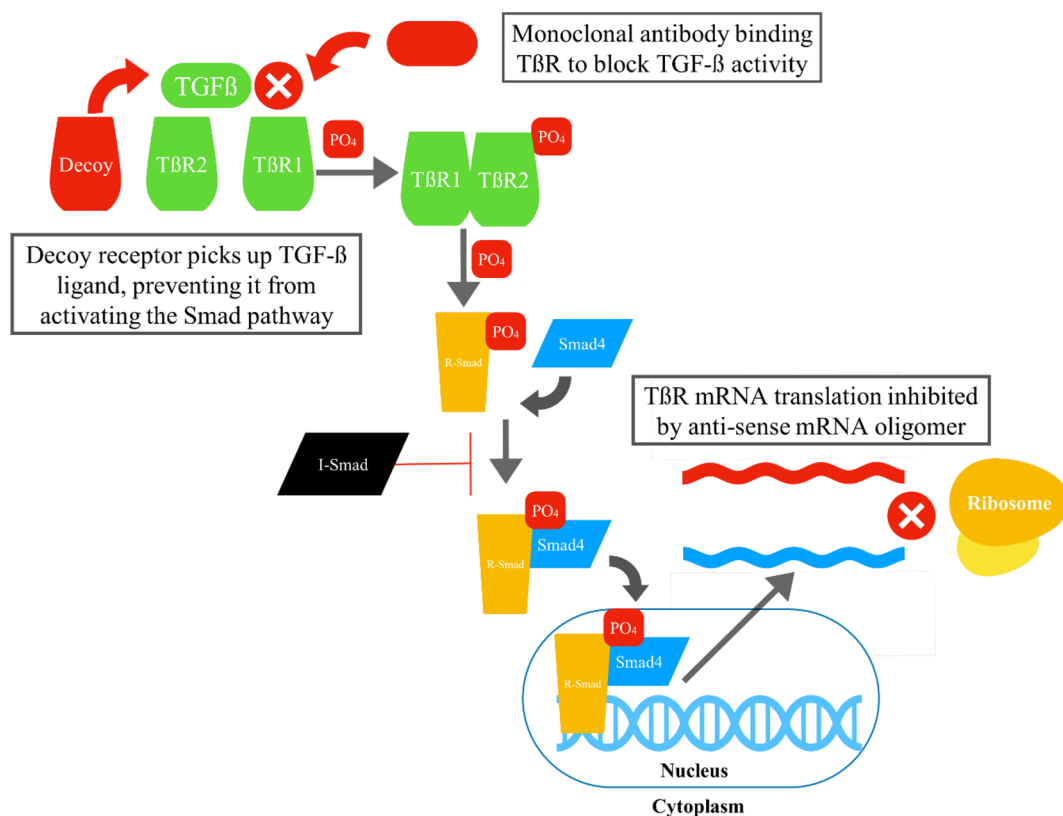 Monoclonal antibody binding
TßR to block TGF-ß activity
TGFß
Decoy
TßR2
TßR1
PO₄
TßR1
TßR2
PO₄
Decoy receptor picks up TGF-ß
ligand, preventing it from
activating the Smad pathway
PO₄
R-Smad
PO₄
Smad4
TßR mRNA translation inhibited
by anti-sense mRNA oligomer
I-Smad
Ribosome
PO₄
R-Smad
Smad4
PO₄
R-Smad
Smad4
Nucleus
Cytoplasm